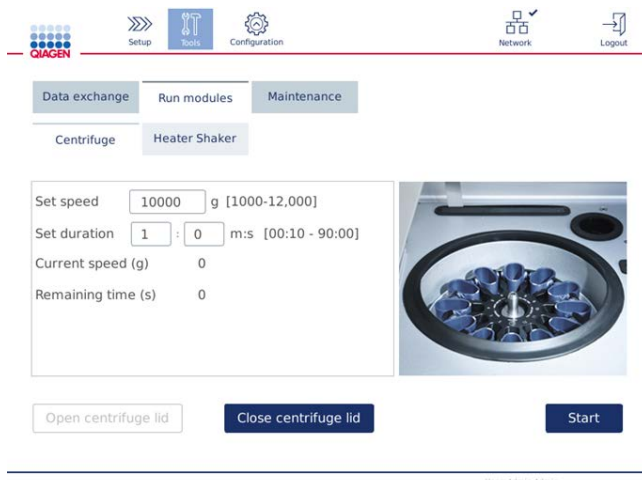 QIAGEN
Setup
Tools
Configuration
Network
Logout
Data exchange
Run modules
Maintenance
Centrifuge
Heater Shaker
Set speed 10000 g [1000-12,000]
Set duration 1 : 0 m:s [00:10 - 90:00]
Current speed (g) 0
Remaining time (s) 0
Open centrifuge lid
Close centrifuge lid
Start